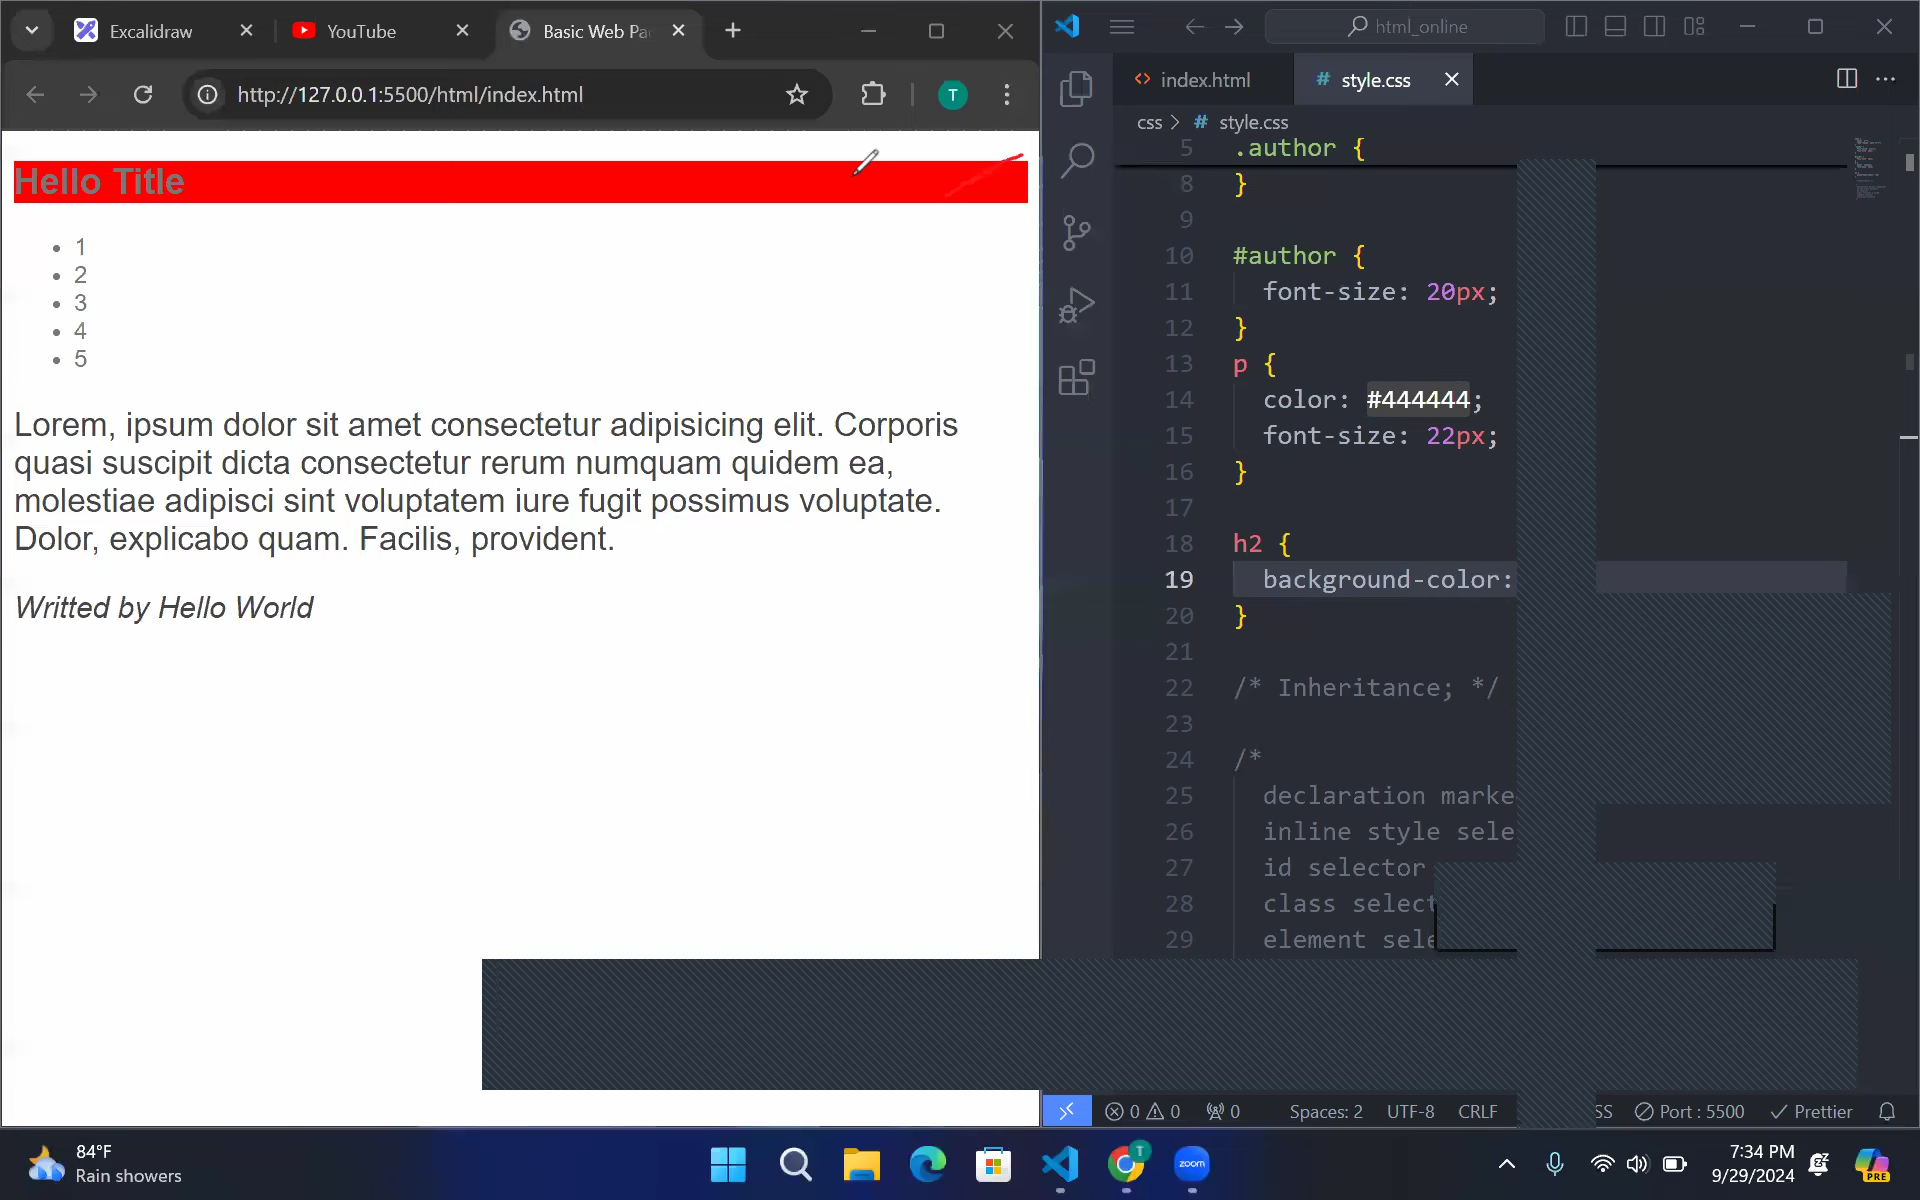 Excalidraw
YouTube
Basic Web Pa
http://127.0.0.1:5500/html/index.html
T
Hello Title
1
2
3
4
5
Lorem, ipsum dolor sit amet consectetur adipisicing elit. Corporis
quasi suscipit dicta consectetur rerum numquam quidem ea,
molestiae adipisci sint voluptatem iure fugit possimus voluptate.
Dolor, explicabo quam. Facilis, provident.
Writted by Hello World
html_online
index.html
# style.css
css > # style.css
5 .author {
8 }
9
10 #author {
11 font-size: 20px;
12 }
13 p {
14 color: #444444;
15 font-size: 22px;
16 }
17
18 h2 {
19 background-color:
20 }
21
22 /* Inheritance; */
23
24 /*
25 declaration marke
26 inline style sele
27 id selector
28 class select
29 element sele
0 0 0
Spaces: 2 UTF-8 CRLF SS Port : 5500 Prettier
84°F
Rain showers
T
zoom
7:34 PM
9/29/2024
PRE